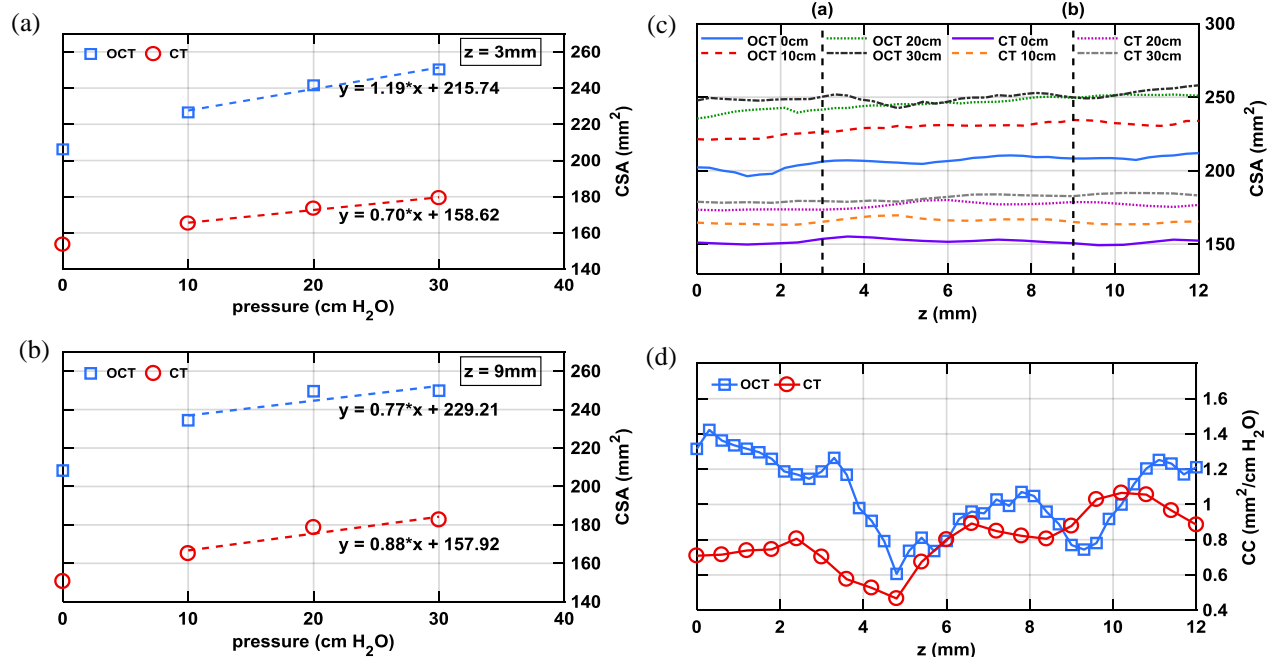 (a)
OCT CT
z = 3mm
y = 1.19*x + 215.74
y = 0.70*x + 158.62
260
240
220
200
180
160
140
CSA (mm²)
0 10 20 30 40
pressure (cm H₂O)
(b)
OCT CT
z = 9mm
y = 0.77*x + 229.21
y = 0.88*x + 157.92
260
240
220
200
180
160
140
CSA (mm²)
0 10 20 30 40
pressure (cm H₂O)
(c)
(a) (b)
OCT 0cm OCT 20cm CT 0cm CT 20cm
OCT 10cm OCT 30cm CT 10cm CT 30cm
300
250
200
150
CSA (mm²)
0 2 4 6 8 10 12
z (mm)
(d)
OCT CT
1.6
1.4
1.2
1
0.8
0.6
0.4
CC (mm²/cm H₂O)
0 2 4 6 8 10 12
z (mm)